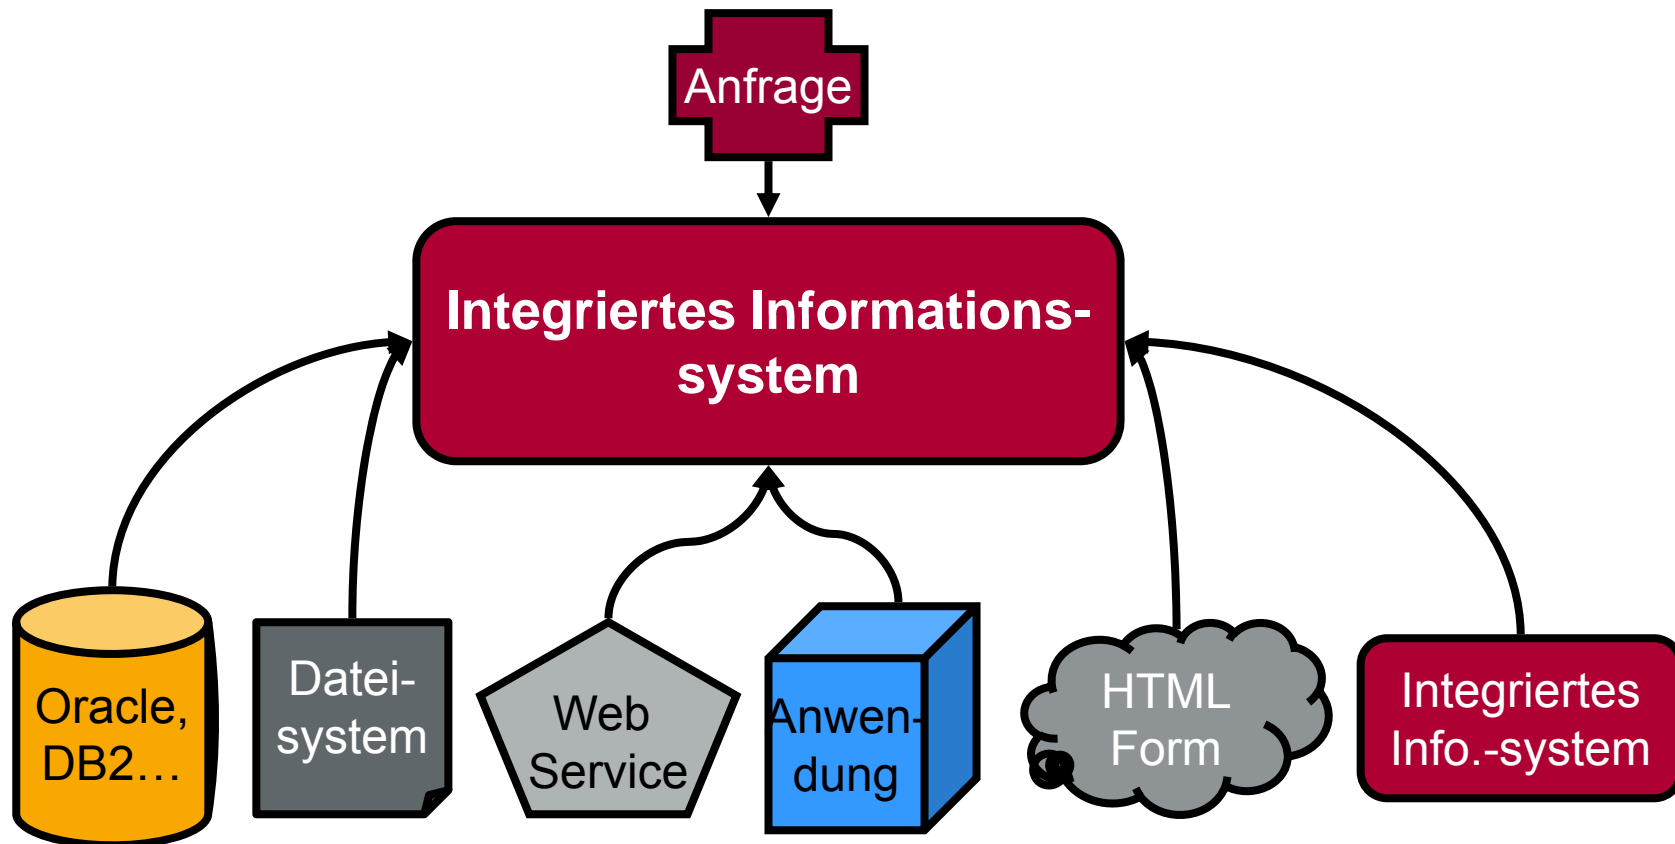 Anfrage
Integriertes Informations-
system
Oracle,
DB2…
Datei-
system
Web
Service
Anwen-
dung
HTML
Form
Integriertes
Info.-system